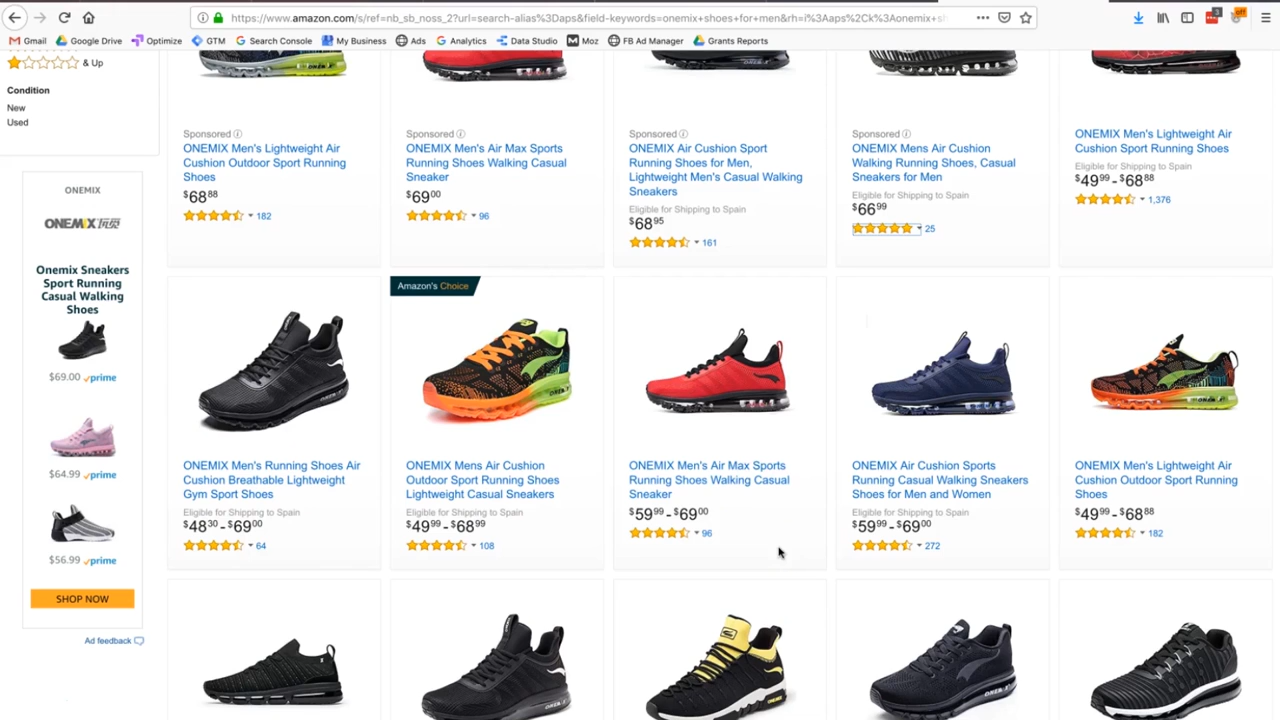 https://www.amazon.com/s/ref=nb_sb_noss_2?url=search-alias%3Daps&field-keywords=onemix+shoes+for+men&rh=i%3Aaps%2Ck%3Aonemix+sh
Gmail Google Drive Optimize GTM Search Console My Business Ads Analytics Data Studio Moz FB Ad Manager Grants Reports
& Up
Condition
New
Used
ONEMIX
ONEMIX玩觅
Onemix Sneakers
Sport Running
Casual Walking
Shoes
$69.00 prime
$64.99 prime
$56.99 prime
SHOP NOW
Ad feedback
Sponsored
ONEMIX Men's Lightweight Air
Cushion Outdoor Sport Running
Shoes
$68 88
182
Sponsored
ONEMIX Men's Air Max Sports
Running Shoes Walking Casual
Sneaker
$69 00
96
Sponsored
ONEMIX Air Cushion Sport
Running Shoes for Men,
Lightweight Men's Casual Walking
Sneakers
Eligible for Shipping to Spain
$68 95
161
Sponsored
ONEMIX Mens Air Cushion
Walking Running Shoes, Casual
Sneakers for Men
Eligible for Shipping to Spain
$66 99
25
ONEMIX Men's Lightweight Air
Cushion Sport Running Shoes
Eligible for Shipping to Spain
$49 99 - $68 88
1,376
ONEMIX Men's Running Shoes Air
Cushion Breathable Lightweight
Gym Sport Shoes
Eligible for Shipping to Spain
$48 30 - $69 00
64
Amazon's Choice
ONEMIX Mens Air Cushion
Outdoor Sport Running Shoes
Lightweight Casual Sneakers
Eligible for Shipping to Spain
$49 99 - $68 99
108
ONEMIX Men's Air Max Sports
Running Shoes Walking Casual
Sneaker
$59 99 - $69 00
96
ONEMIX Air Cushion Sports
Running Casual Walking Sneakers
Shoes for Men and Women
Eligible for Shipping to Spain
$59 99 - $69 00
272
ONEMIX Men's Lightweight Air
Cushion Outdoor Sport Running
Shoes
$49 99 - $68 88
182